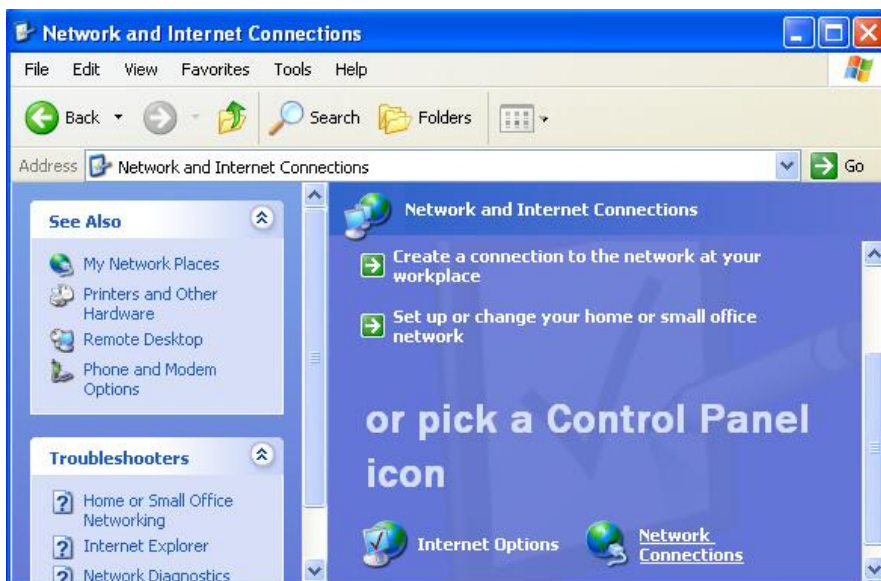 Network and Internet Connections
File Edit View Favorites Tools Help
Back Search Folders
Address Network and Internet Connections Go
See Also
My Network Places
Printers and Other
Hardware
Remote Desktop
Phone and Modem
Options
Troubleshooters
Home or Small Office
Networking
Internet Explorer
Network Diagnostics
Network and Internet Connections
Create a connection to the network at your
workplace
Set up or change your home or small office
network
or pick a Control Panel
icon
Internet Options
Network
Connections